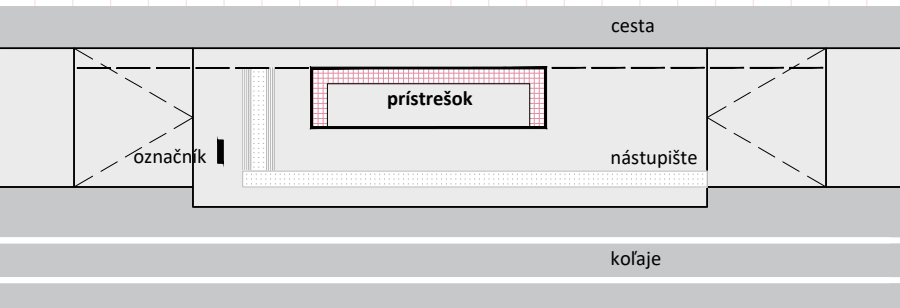 cesta
prístrešok
označník
nástupište
koľaje